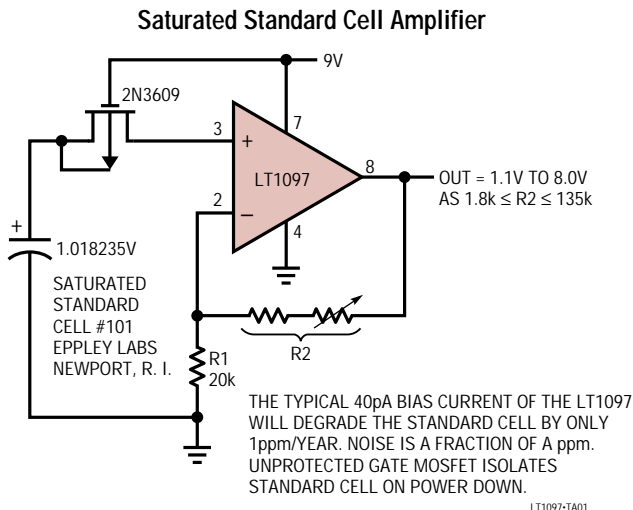 Saturated Standard Cell Amplifier
9V
2N3609
3
7
+
LT1097
8
OUT = 1.1V TO 8.0V
AS 1.8k ≤ R2 ≤ 135k
2
−
4
+
1.018235V
SATURATED
STANDARD
CELL #101
EPPLEY LABS
NEWPORT, R. I.
R2
R1
20k
THE TYPICAL 40pA BIAS CURRENT OF THE LT1097
WILL DEGRADE THE STANDARD CELL BY ONLY
1ppm/YEAR. NOISE IS A FRACTION OF A ppm.
UNPROTECTED GATE MOSFET ISOLATES
STANDARD CELL ON POWER DOWN.
LT1097•TA01